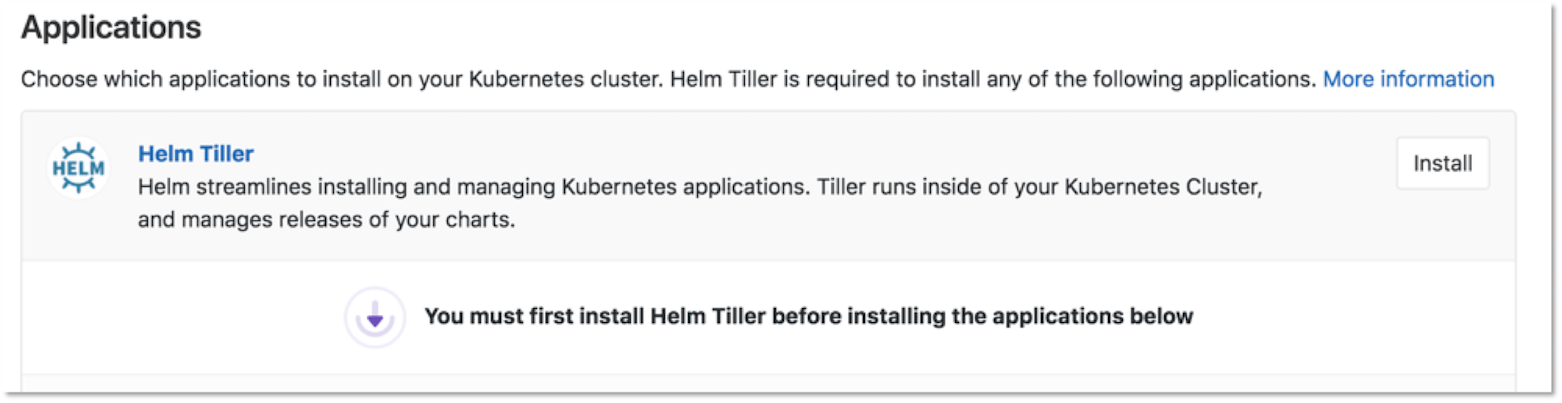 Applications
Choose which applications to install on your Kubernetes cluster. Helm Tiller is required to install any of the following applications. More information
HELM
Helm Tiller
Install
Helm streamlines installing and managing Kubernetes applications. Tiller runs inside of your Kubernetes Cluster,
and manages releases of your charts.
You must first install Helm Tiller before installing the applications below